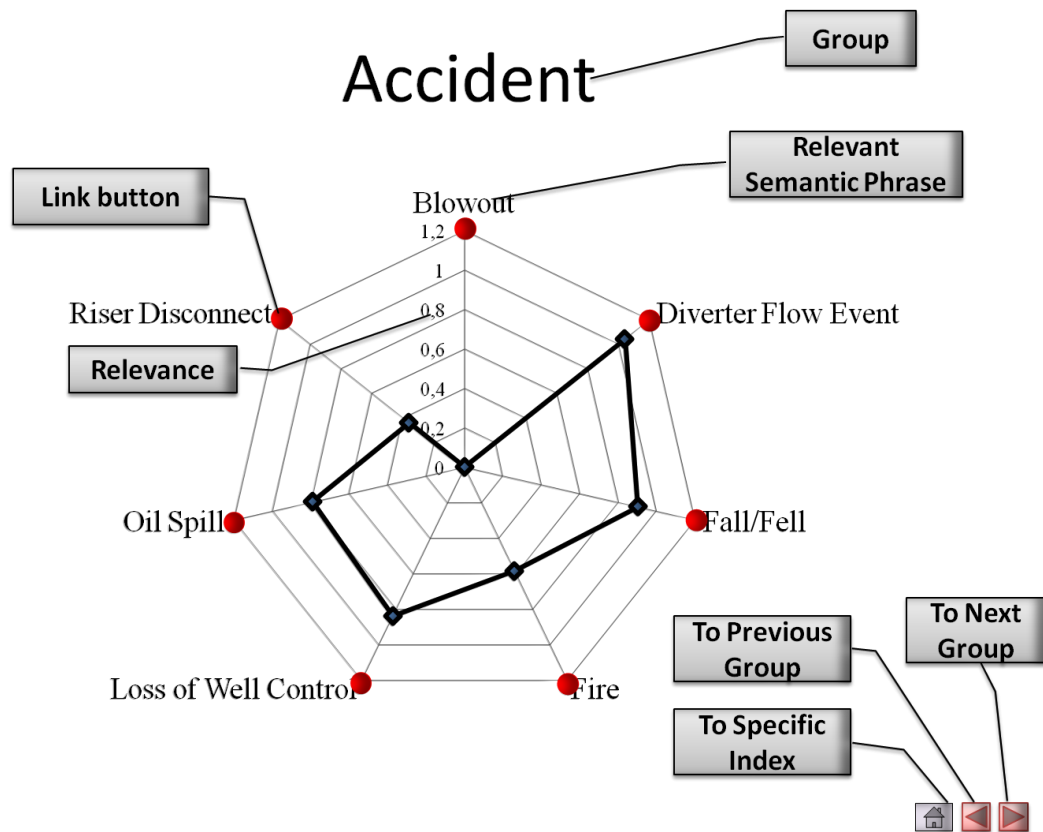 Group
Accident
Relevant
Semantic Phrase
Link button
Blowout
1,2
1
Riser Disconnect
0,8
Diverter Flow Event
Relevance
0,6
0,4
0,2
0
Oil Spill
Fall/Fell
To Next
Group
To Previous
Group
Loss of Well Control
Fire
To Specific
Index